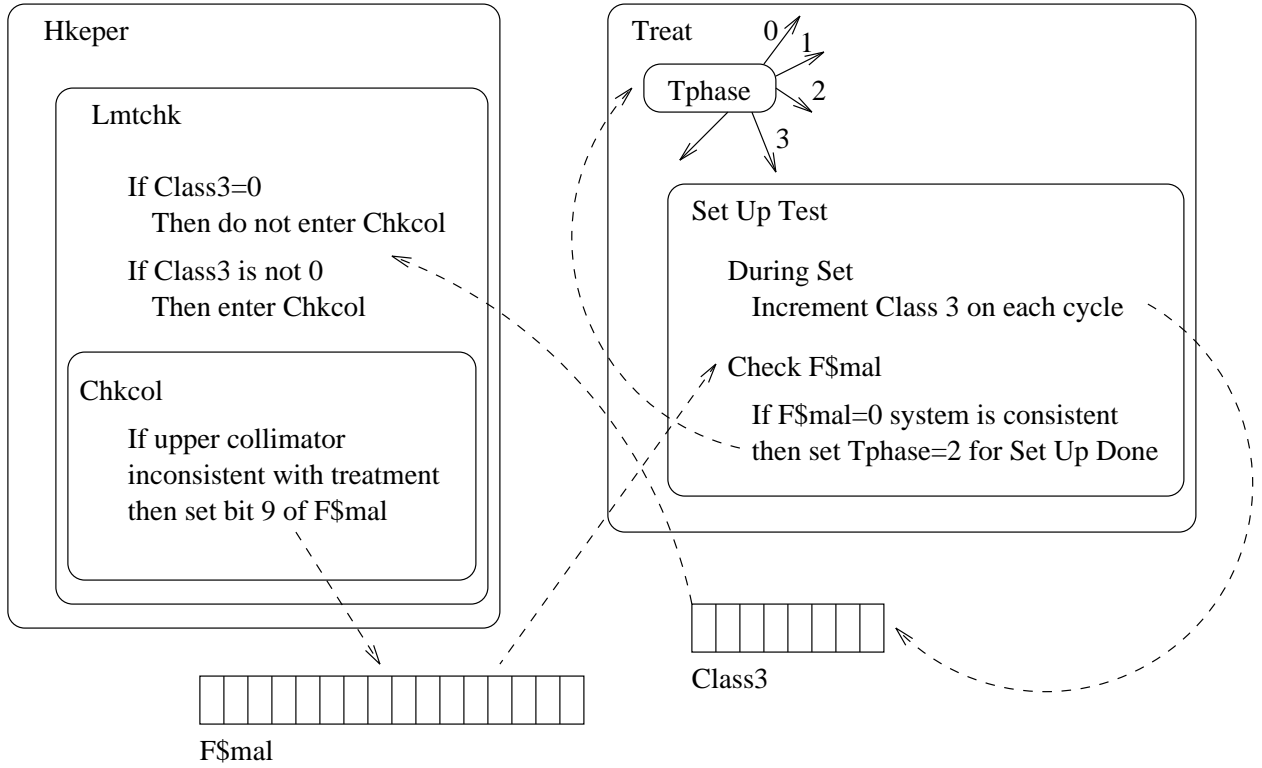 Hkeper
Lmtchk
If Class3=0
Then do not enter Chkcol
If Class3 is not 0
Then enter Chkcol
Chkcol
If upper collimator
inconsistent with treatment
then set bit 9 of F$mal
F$mal
Treat
Tphase
0
1
2
3
Set Up Test
During Set
Increment Class 3 on each cycle
Check F$mal
If F$mal=0 system is consistent
then set Tphase=2 for Set Up Done
Class3